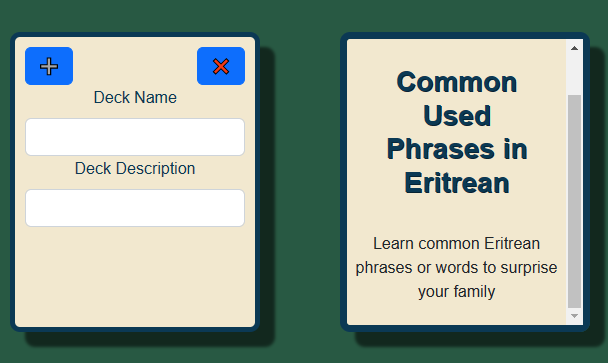 Deck Name
Deck Description
Common
Used
Phrases in
Eritrean
Learn common Eritrean
phrases or words to surprise
your family